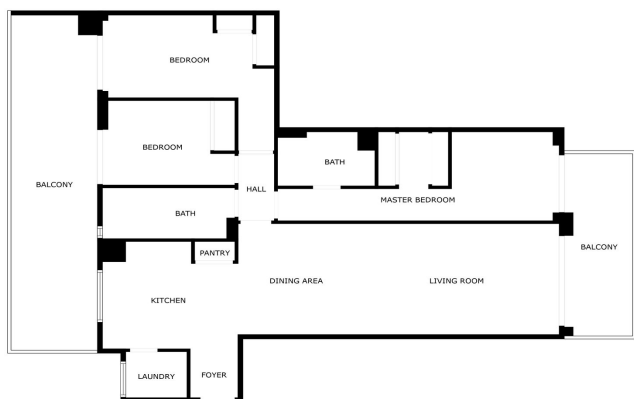 BEDROOM
BEDROOM
BATH
BALCONY
HALL
MASTER BEDROOM
BATH
BALCONY
PANTRY
DINING AREA
LIVING ROOM
KITCHEN
LAUNDRY
FOYER